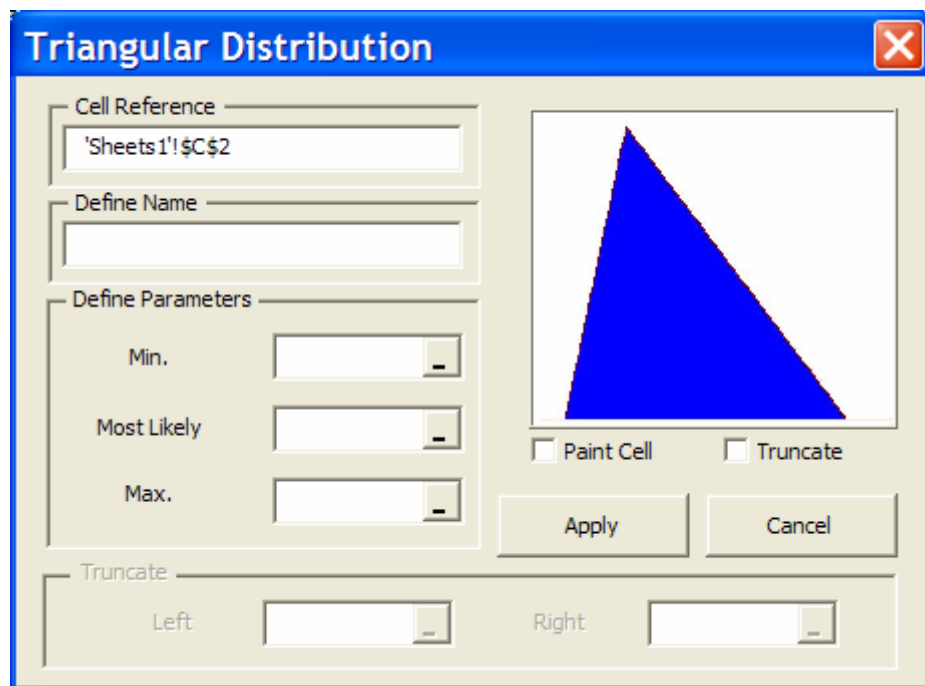 Triangular Distribution
Cell Reference
'Sheets1'!$C$2
Define Name
Define Parameters
Min.
Most Likely
Max.
Paint Cell
Truncate
Apply
Cancel
Truncate
Left
Right